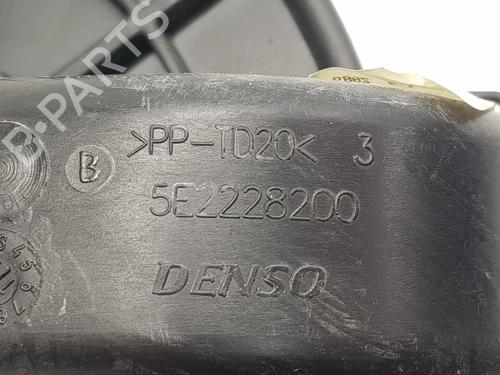 >PP-TD20< 3
B
5E2228200
DENSO
B-PARTS